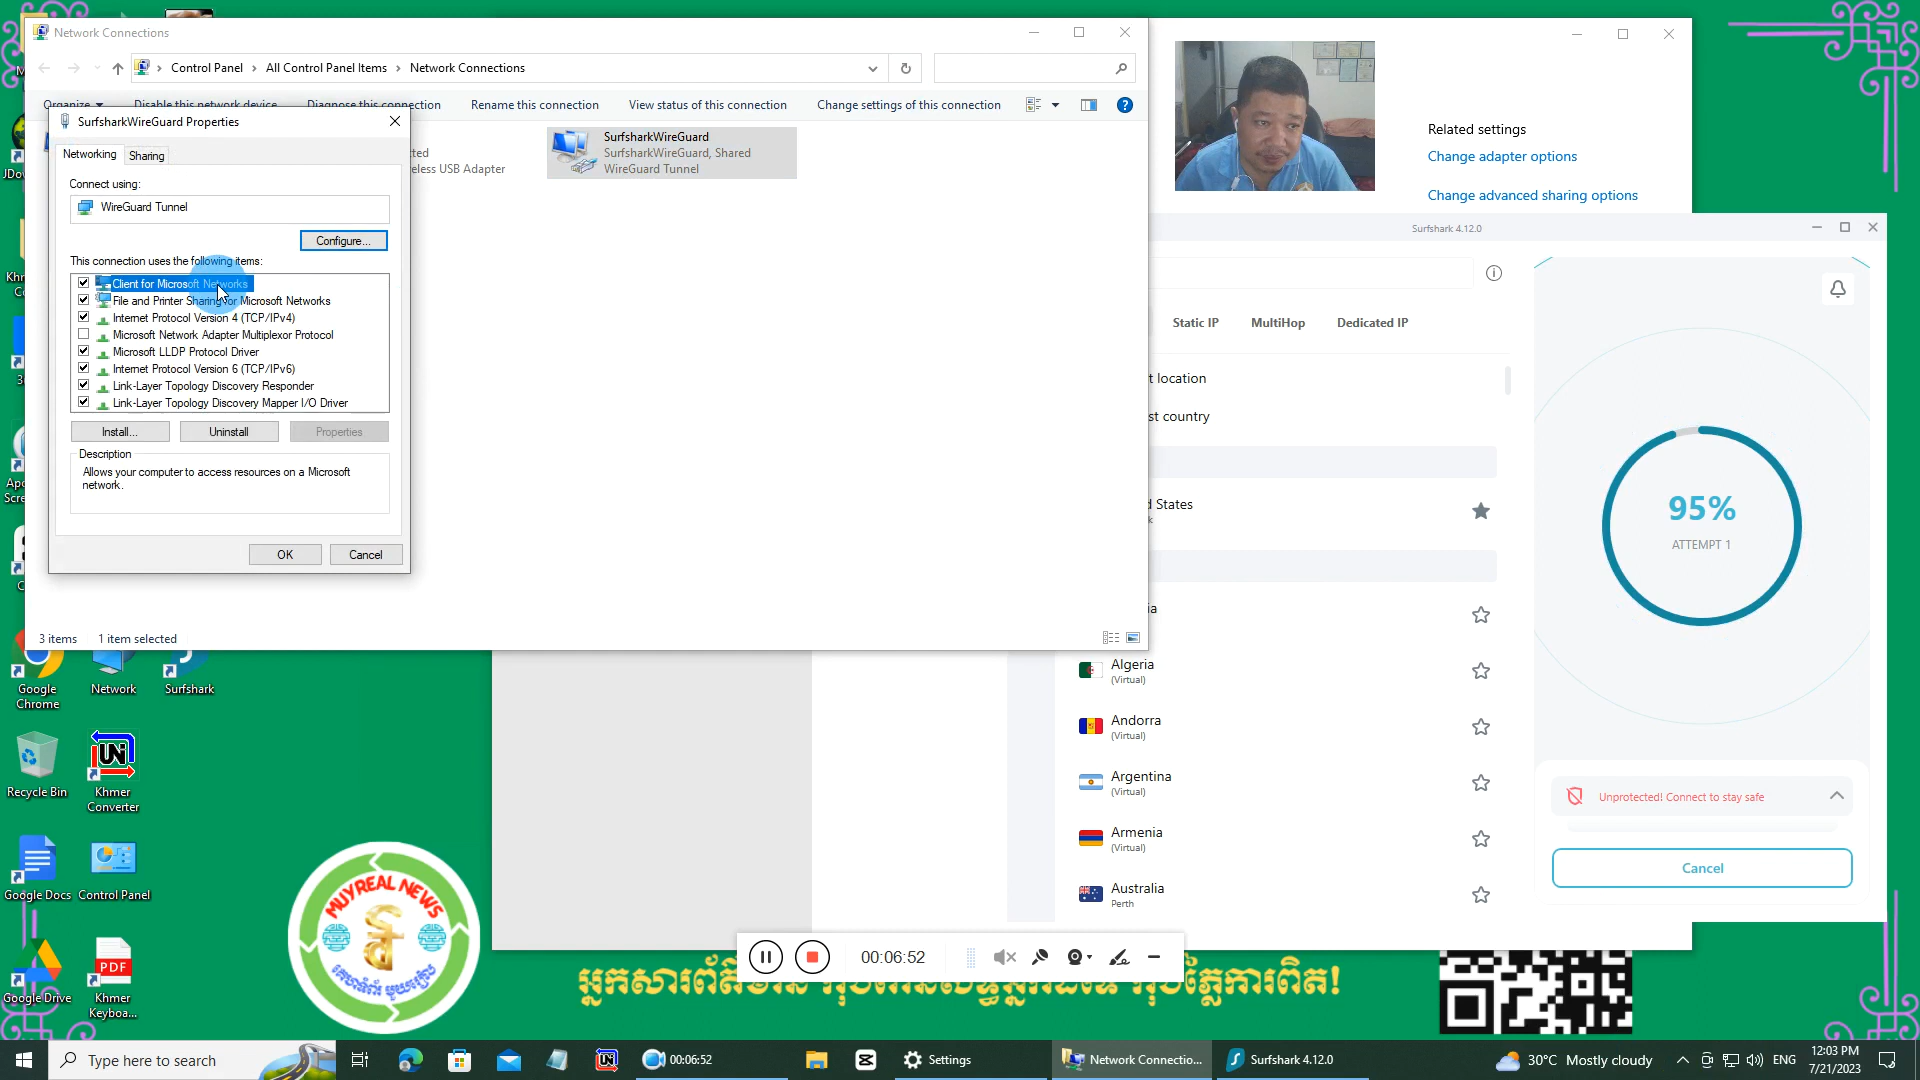 Network Connections
Control Panel
All Control Panel Items
Network Connections
Organize
Disable this network device
Diagnose this connection
Rename this connection
View status of this connection
Change settings of this connection
SurfsharkWireGuard Properties
Networking
Sharing
Connect using:
WireGuard Tunnel
Configure...
This connection uses the following items:
Client for Microsoft Networks
File and Printer Sharing for Microsoft Networks
Internet Protocol Version 4 (TCP/IPv4)
Microsoft Network Adapter Multiplexor Protocol
Microsoft LLDP Protocol Driver
Internet Protocol Version 6 (TCP/IPv6)
Link-Layer Topology Discovery Responder
Link-Layer Topology Discovery Mapper I/O Driver
Install...
Uninstall
Properties
Description
Allows your computer to access resources on a Microsoft
network.
OK
Cancel
cted
eless USB Adapter
SurfsharkWireGuard
SurfsharkWireGuard, Shared
WireGuard Tunnel
3 items
1 item selected
Related settings
Change adapter options
Change advanced sharing options
Surfshark 4.12.0
Static IP
MultiHop
Dedicated IP
t location
st country
d States
k
ia
Algeria
(Virtual)
Andorra
(Virtual)
Argentina
(Virtual)
Armenia
(Virtual)
Australia
Perth
95%
ATTEMPT 1
Unprotected! Connect to stay safe
Cancel
Google
Chrome
Network
Surfshark
Recycle Bin
Khmer
Converter
Google Docs
Control Panel
Google Drive
PDF
Khmer
Keyboa...
MUYREAL NEWS
00:06:52
Type here to search
00:06:52
Settings
Network Connectio...
Surfshark 4.12.0
30°C Mostly cloudy
ENG
12:03 PM
7/21/2023